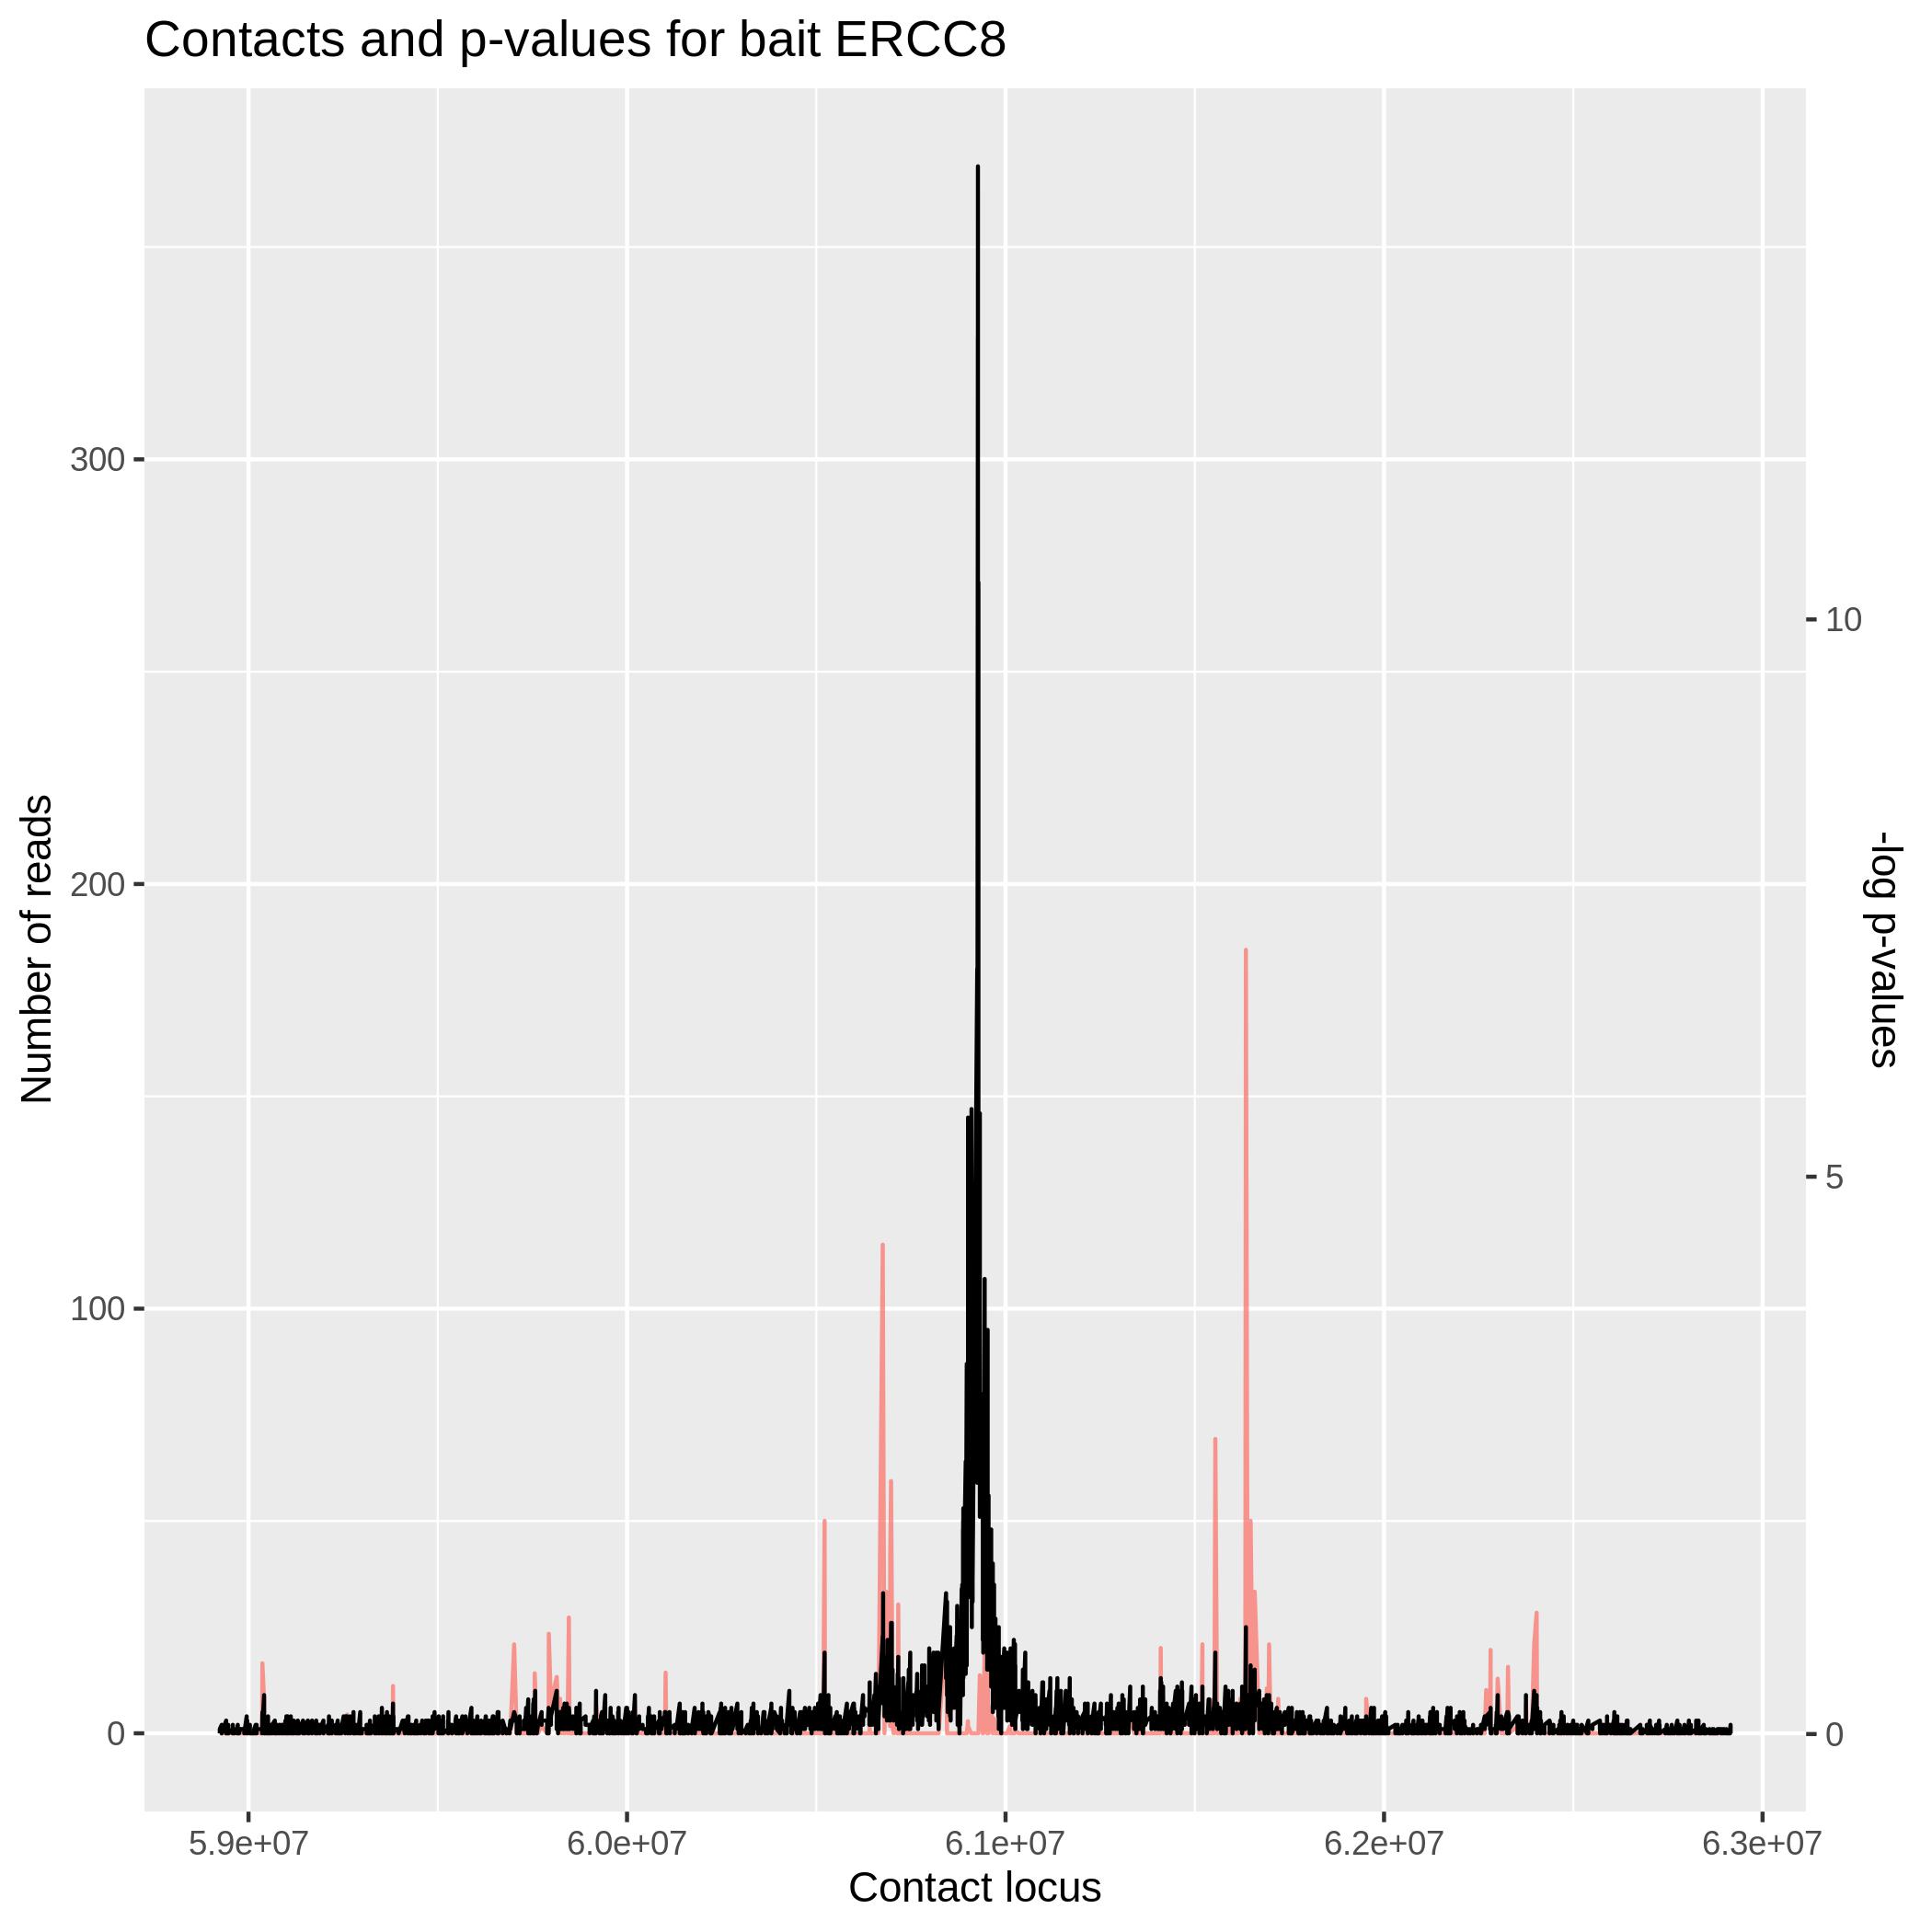 Contacts and p-values for bait ERCC8
Number of reads
300
200
100
0
10
5
0
-log p-values
5.9e+07
6.0e+07
6.1e+07
6.2e+07
6.3e+07
Contact locus